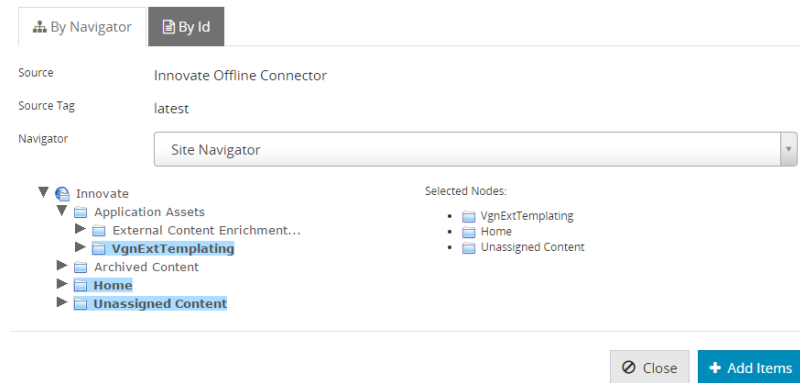 By Navigator
By Id
Source
Innovate Offline Connector
Source Tag
latest
Navigator
Site Navigator
Innovate
Application Assets
External Content Enrichment...
VgnExtTemplating
Archived Content
Home
Unassigned Content
Selected Nodes:
VgnExtTemplating
Home
Unassigned Content
Close
Add Items